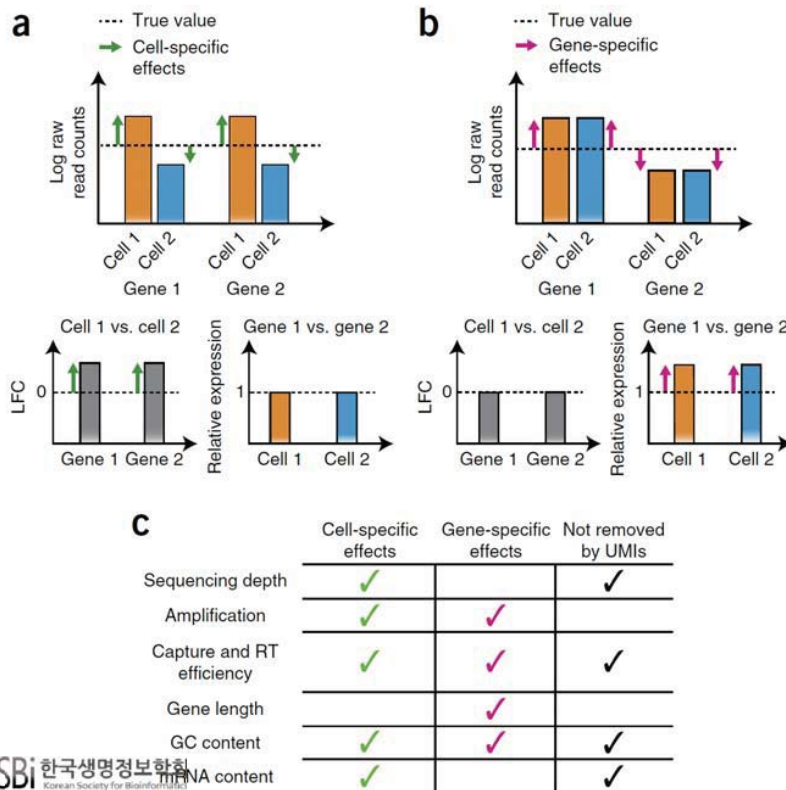 a
True value
Cell-specific
effects
Log raw
read counts
Cell 1
Cell 2
Cell 1
Cell 2
Gene 1
Gene 2
Cell 1 vs. cell 2
LFC
0
Gene 1
Gene 2
Gene 1 vs. gene 2
Relative expression
1
Cell 1
Cell 2
b
True value
Gene-specific
effects
Log raw
read counts
Cell 1
Cell 2
Cell 1
Cell 2
Gene 1
Gene 2
Cell 1 vs. cell 2
LFC
0
Gene 1
Gene 2
Gene 1 vs. gene 2
Relative expression
1
Cell 1
Cell 2
c
Cell-specific
effects
Gene-specific
effects
Not removed
by UMIs
Sequencing depth ✓ ✓
Amplification ✓ ✓
Capture and RT
efficiency ✓ ✓ ✓
Gene length ✓
GC content ✓ ✓ ✓
mRNA content ✓ ✓
SBi 한국생명정보학회
Korean Society for Bioinformatics